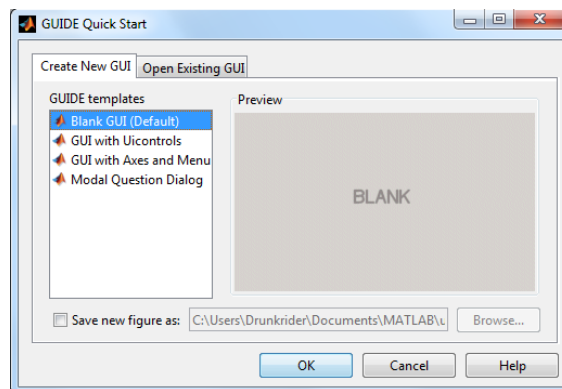 GUIDE Quick Start
Create New GUI
Open Existing GUI
GUIDE templates
Blank GUI (Default)
GUI with Uicontrols
GUI with Axes and Menu
Modal Question Dialog
Preview
BLANK
Save new figure as:
C:\Users\Drunkrider\Documents\MATLAB\u
Browse...
OK
Cancel
Help